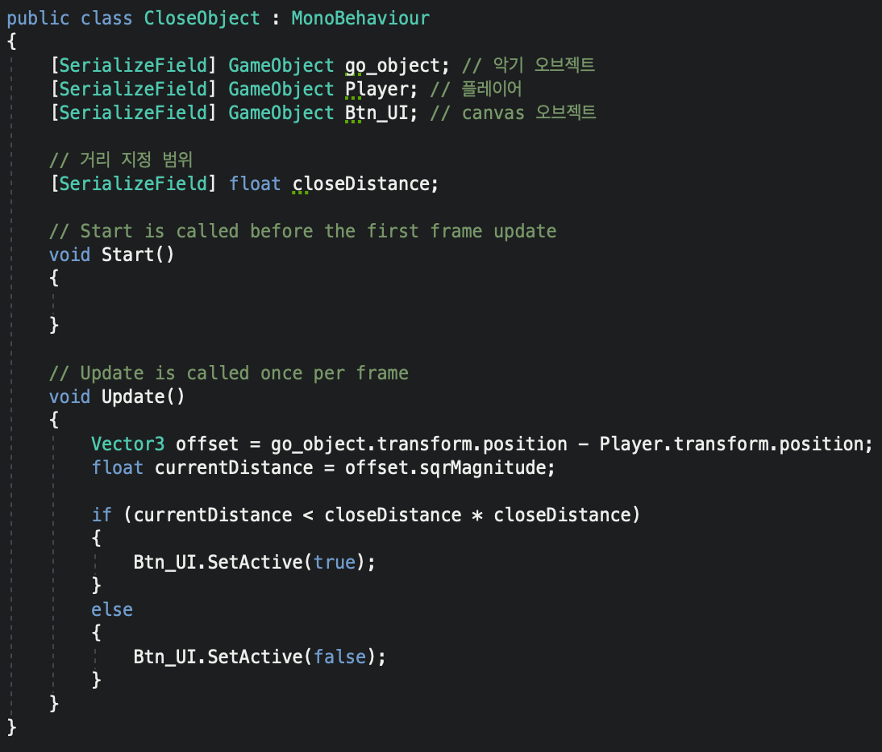 public class CloseObject : MonoBehaviour
{
    [SerializeField] GameObject go_object; // 악기 오브젝트
    [SerializeField] GameObject Player; // 플레이어
    [SerializeField] GameObject Btn_UI; // canvas 오브젝트

    // 거리 지정 범위
    [SerializeField] float closeDistance;

    // Start is called before the first frame update
    void Start()
    {

    }

    // Update is called once per frame
    void Update()
    {
        Vector3 offset = go_object.transform.position - Player.transform.position;
        float currentDistance = offset.sqrMagnitude;

        if (currentDistance < closeDistance * closeDistance)
        {
            Btn_UI.SetActive(true);
        }
        else
        {
            Btn_UI.SetActive(false);
        }
    }
}